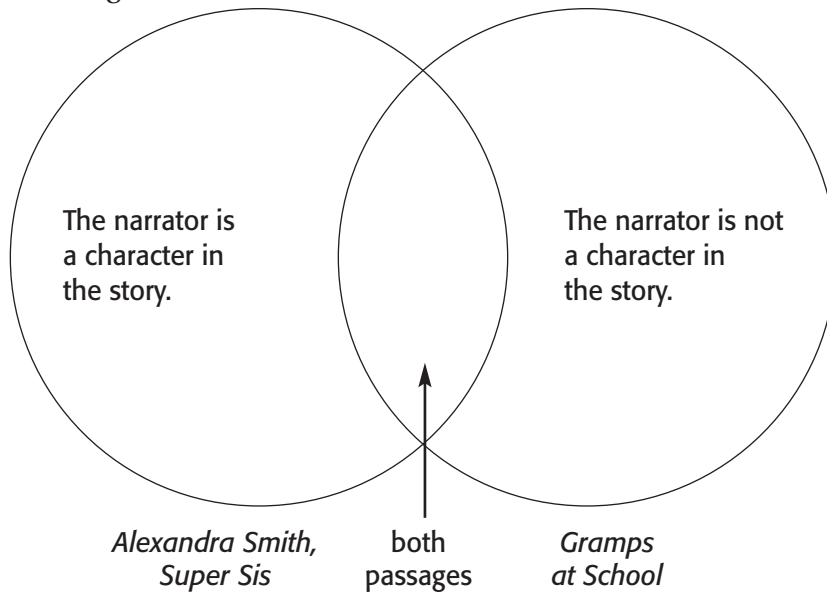 The narrator is
a character in
the story.
The narrator is not
a character in
the story.
Alexandra Smith,
Super Sis
both
passages
Gramps
at School